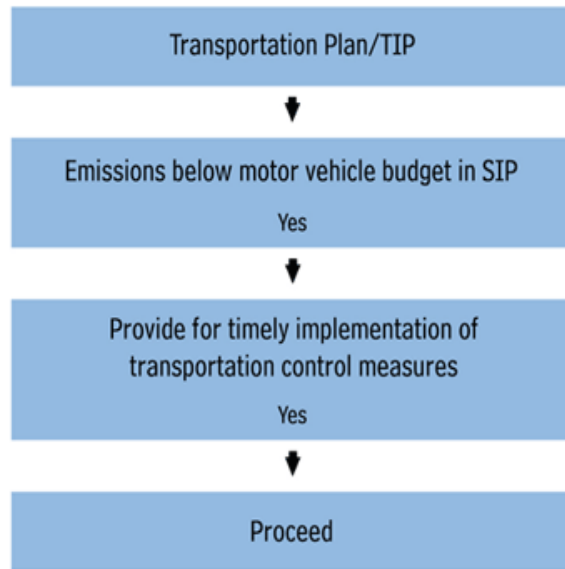 Transportation Plan/TIP
Emissions below motor vehicle budget in SIP
Yes
Provide for timely implementation of
transportation control measures
Yes
Proceed